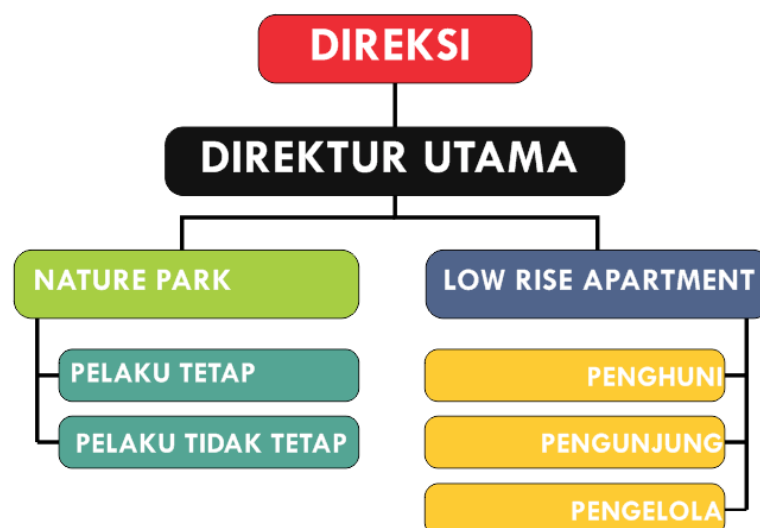 DIREKSI
DIREKTUR UTAMA
NATURE PARK
LOW RISE APARTMENT
PELAKU TETAP
PELAKU TIDAK TETAP
PENGHUNI
PENGUNJUNG
PENGELOLA